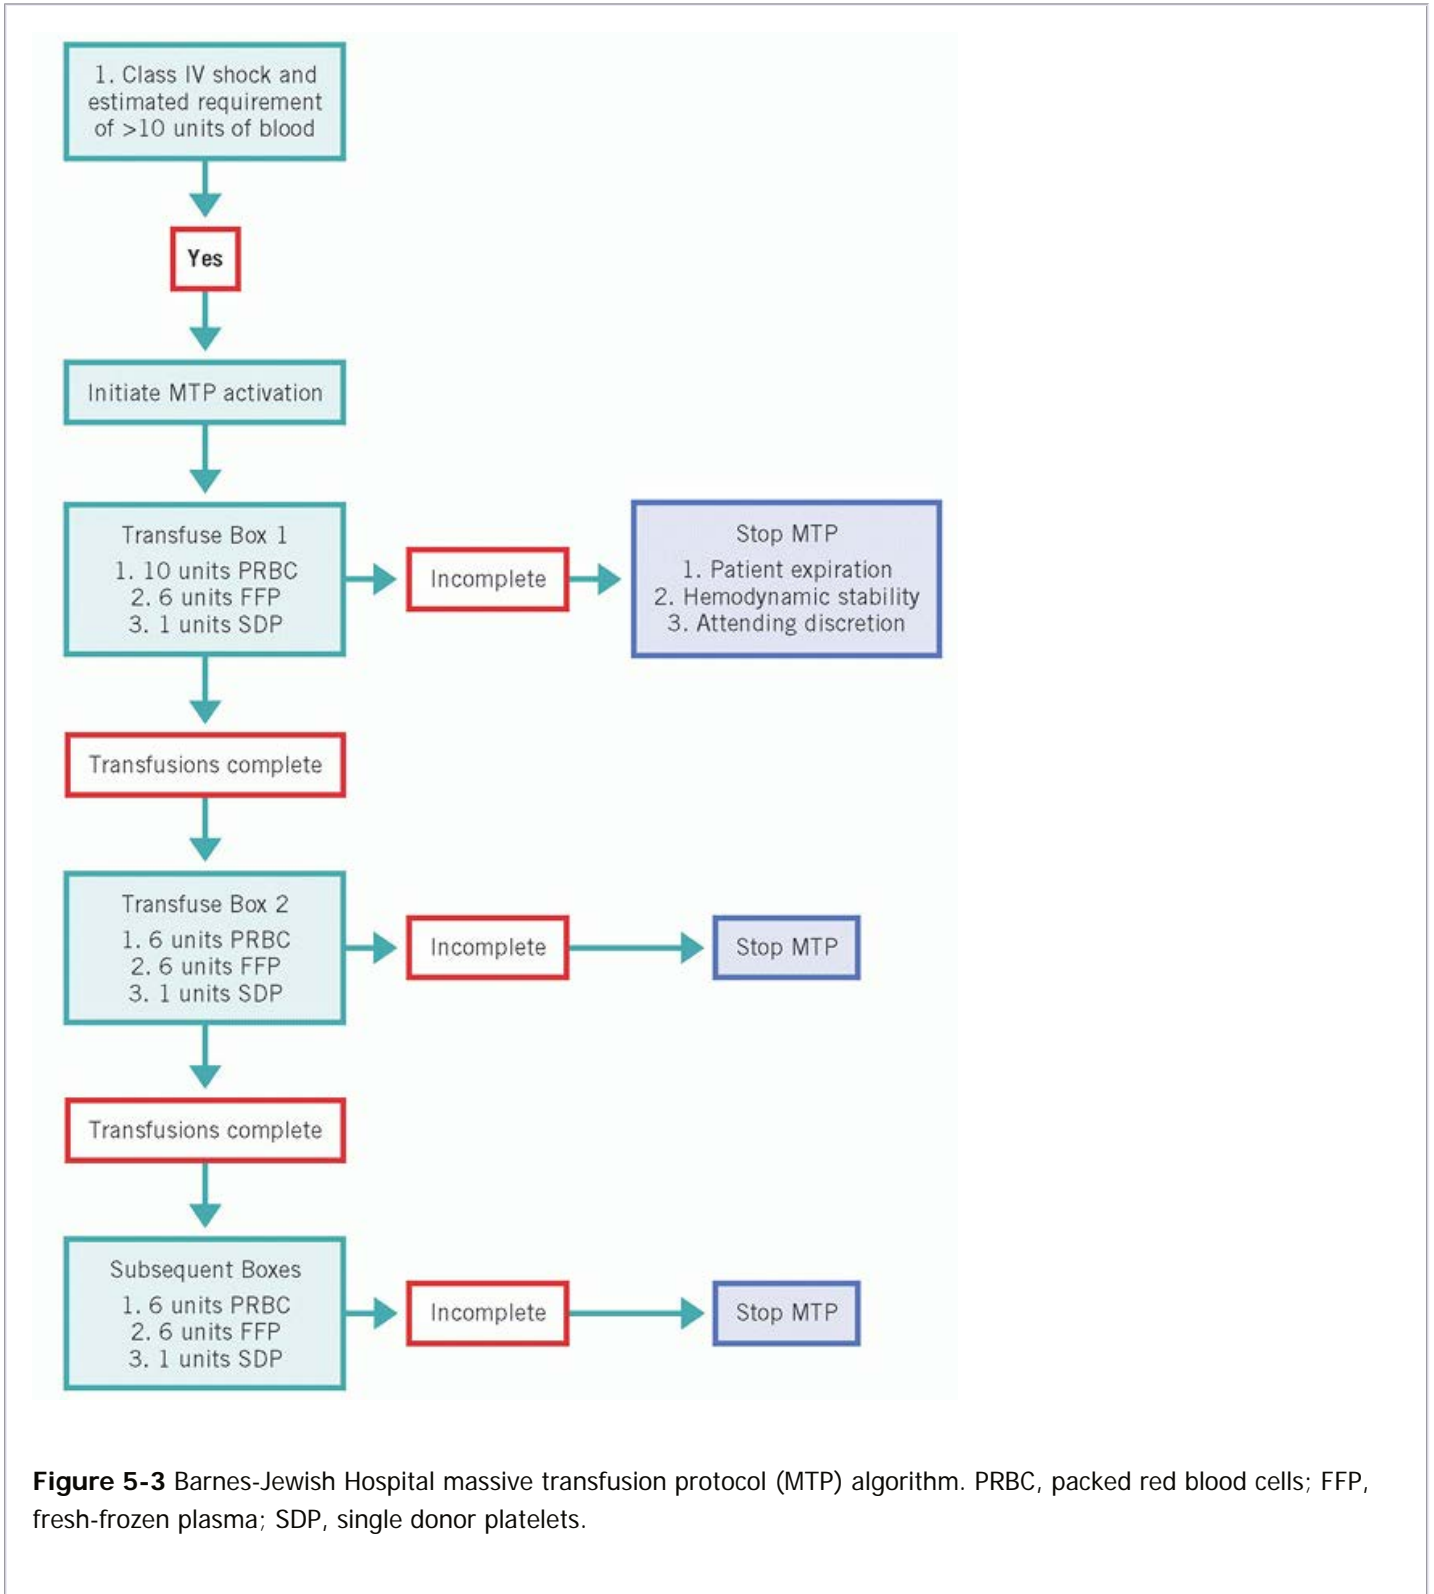 1. Class IV shock and
estimated requirement
of >10 units of blood
Yes
Initiate MTP activation
Transfuse Box 1
1. 10 units PRBC
2. 6 units FFP
3. 1 units SDP
Incomplete
Stop MTP
1. Patient expiration
2. Hemodynamic stability
3. Attending discretion
Transfusions complete
Transfuse Box 2
1. 6 units PRBC
2. 6 units FFP
3. 1 units SDP
Incomplete
Stop MTP
Transfusions complete
Subsequent Boxes
1. 6 units PRBC
2. 6 units FFP
3. 1 units SDP
Incomplete
Stop MTP
Figure 5-3 Barnes-Jewish Hospital massive transfusion protocol (MTP) algorithm. PRBC, packed red blood cells; FFP,
fresh-frozen plasma; SDP, single donor platelets.